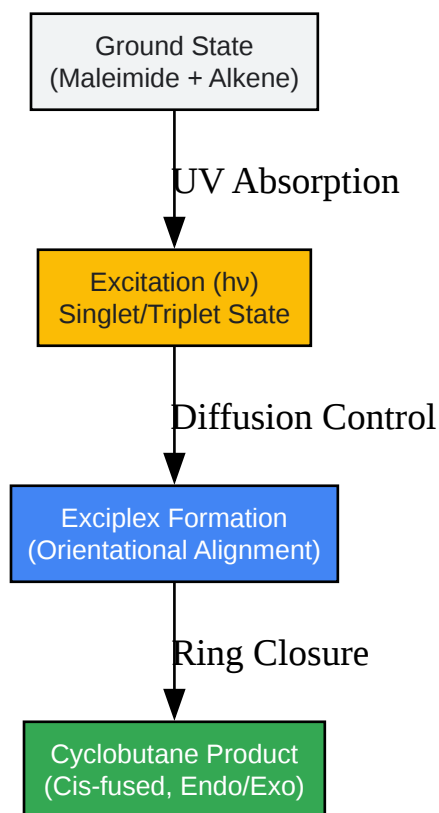 Ground State
(Maleimide + Alkene)
UV Absorption
Excitation (hν)
Singlet/Triplet State
Diffusion Control
Exciplex Formation
(Orientational Alignment)
Ring Closure
Cyclobutane Product
(Cis-fused, Endo/Exo)